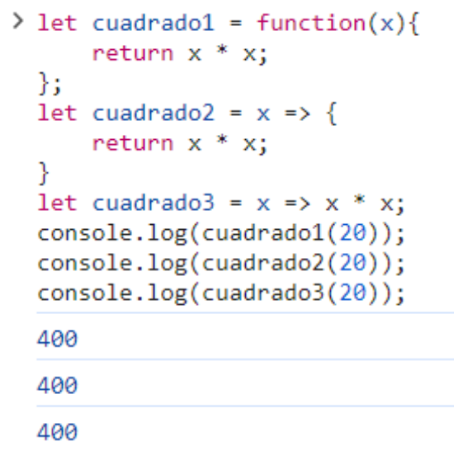 > let cuadrado1 = function(x){
    return x * x;
};
let cuadrado2 = x => {
    return x * x;
}
let cuadrado3 = x => x * x;
console.log(cuadrado1(20));
console.log(cuadrado2(20));
console.log(cuadrado3(20));
400
400
400